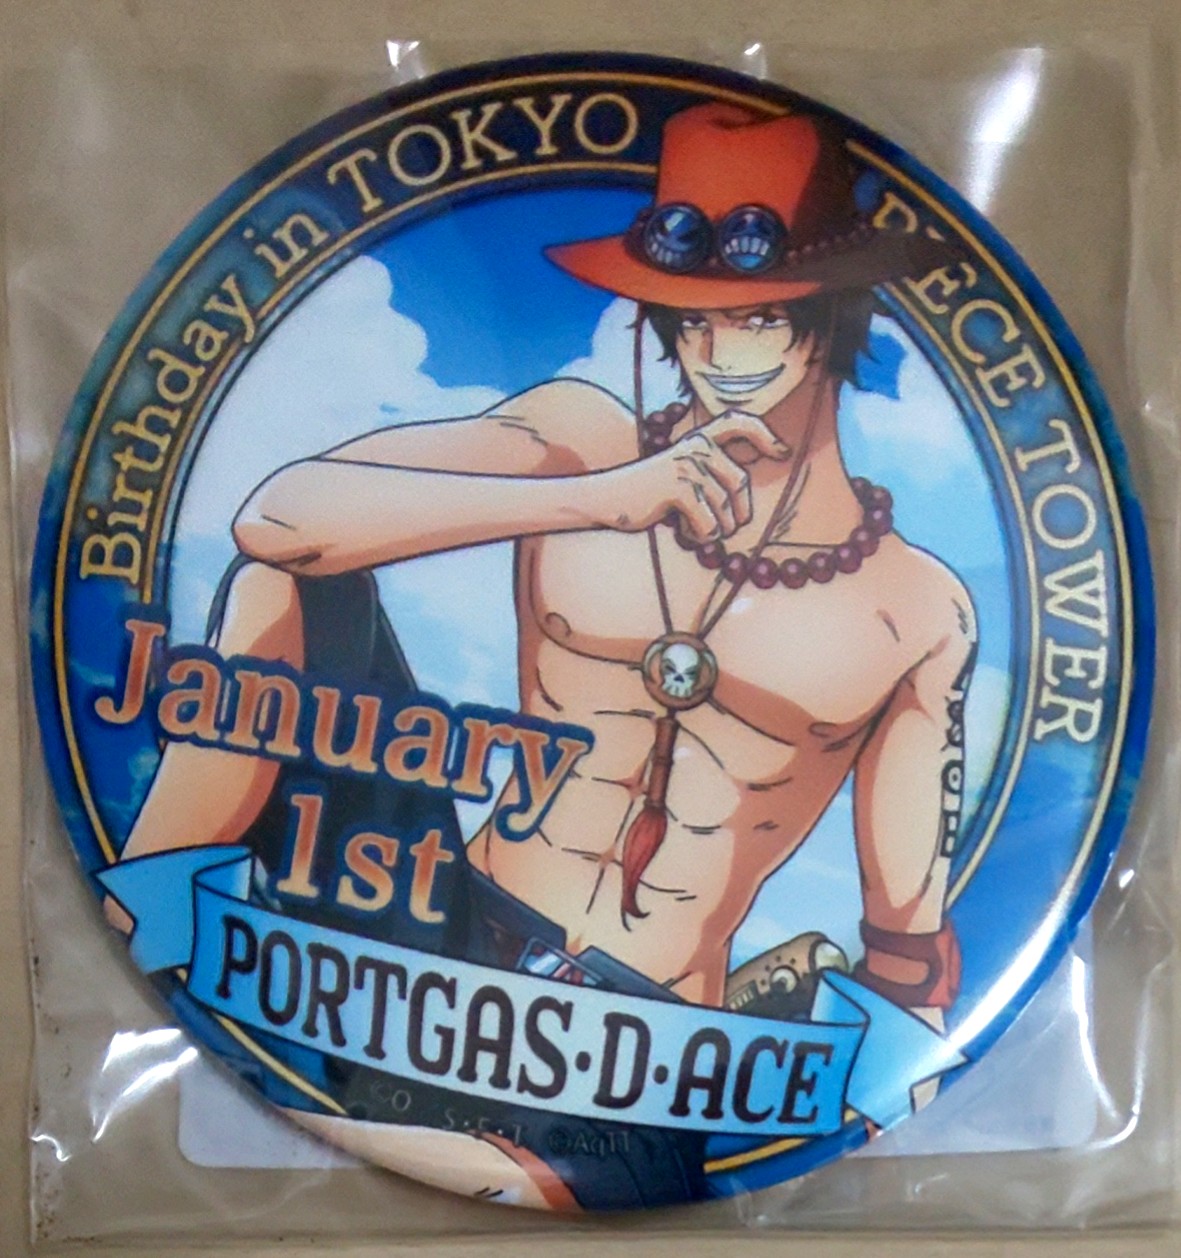 Birthday in TOKYO
PIECE TOWER
January
1st
PORTGAS·D·ACE